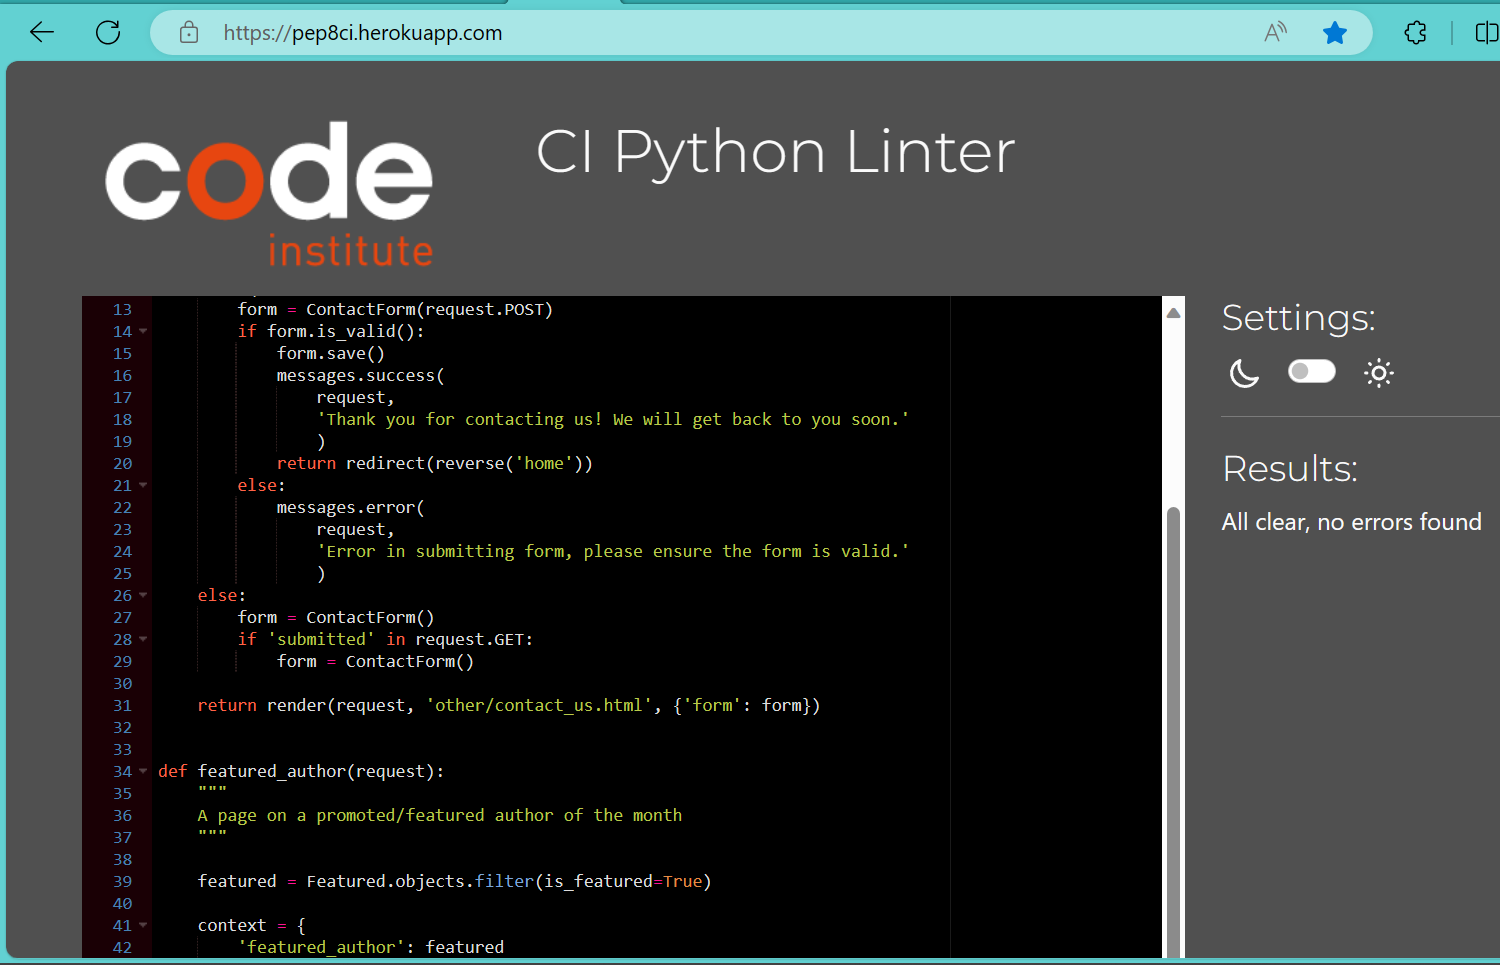 https://pep8ci.herokuapp.com
code
institute
CI Python Linter
13 form = ContactForm(request.POST)
14 if form.is_valid():
15 form.save()
16 messages.success(
17 request,
18 'Thank you for contacting us! We will get back to you soon.'
19 )
20 return redirect(reverse('home'))
21 else:
22 messages.error(
23 request,
24 'Error in submitting form, please ensure the form is valid.'
25 )
26 else:
27 form = ContactForm()
28 if 'submitted' in request.GET:
29 form = ContactForm()
30
31 return render(request, 'other/contact_us.html', {'form': form})
32
33
34 def featured_author(request):
35 """
36 A page on a promoted/featured author of the month
37 """
38
39 featured = Featured.objects.filter(is_featured=True)
40
41 context = {
42 'featured_author': featured
Settings:
Results:
All clear, no errors found